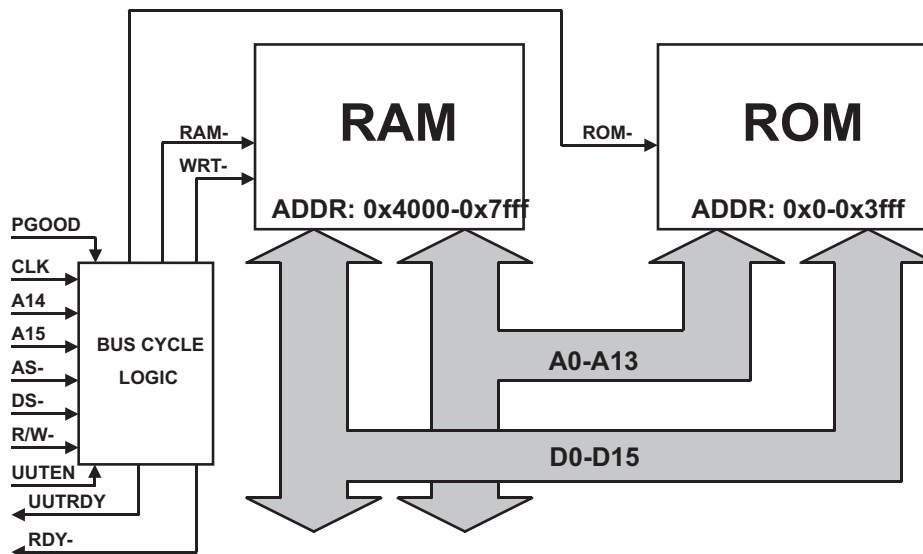 RAM
ROM
RAM-
ROM-
WRT-
ADDR: 0x4000-0x7fff
ADDR: 0x0-0x3fff
PGOOD
CLK
A14
A15
AS-
DS-
R/W-
UUTEN
UUTRDY
RDY-
BUS CYCLE
LOGIC
A0-A13
D0-D15